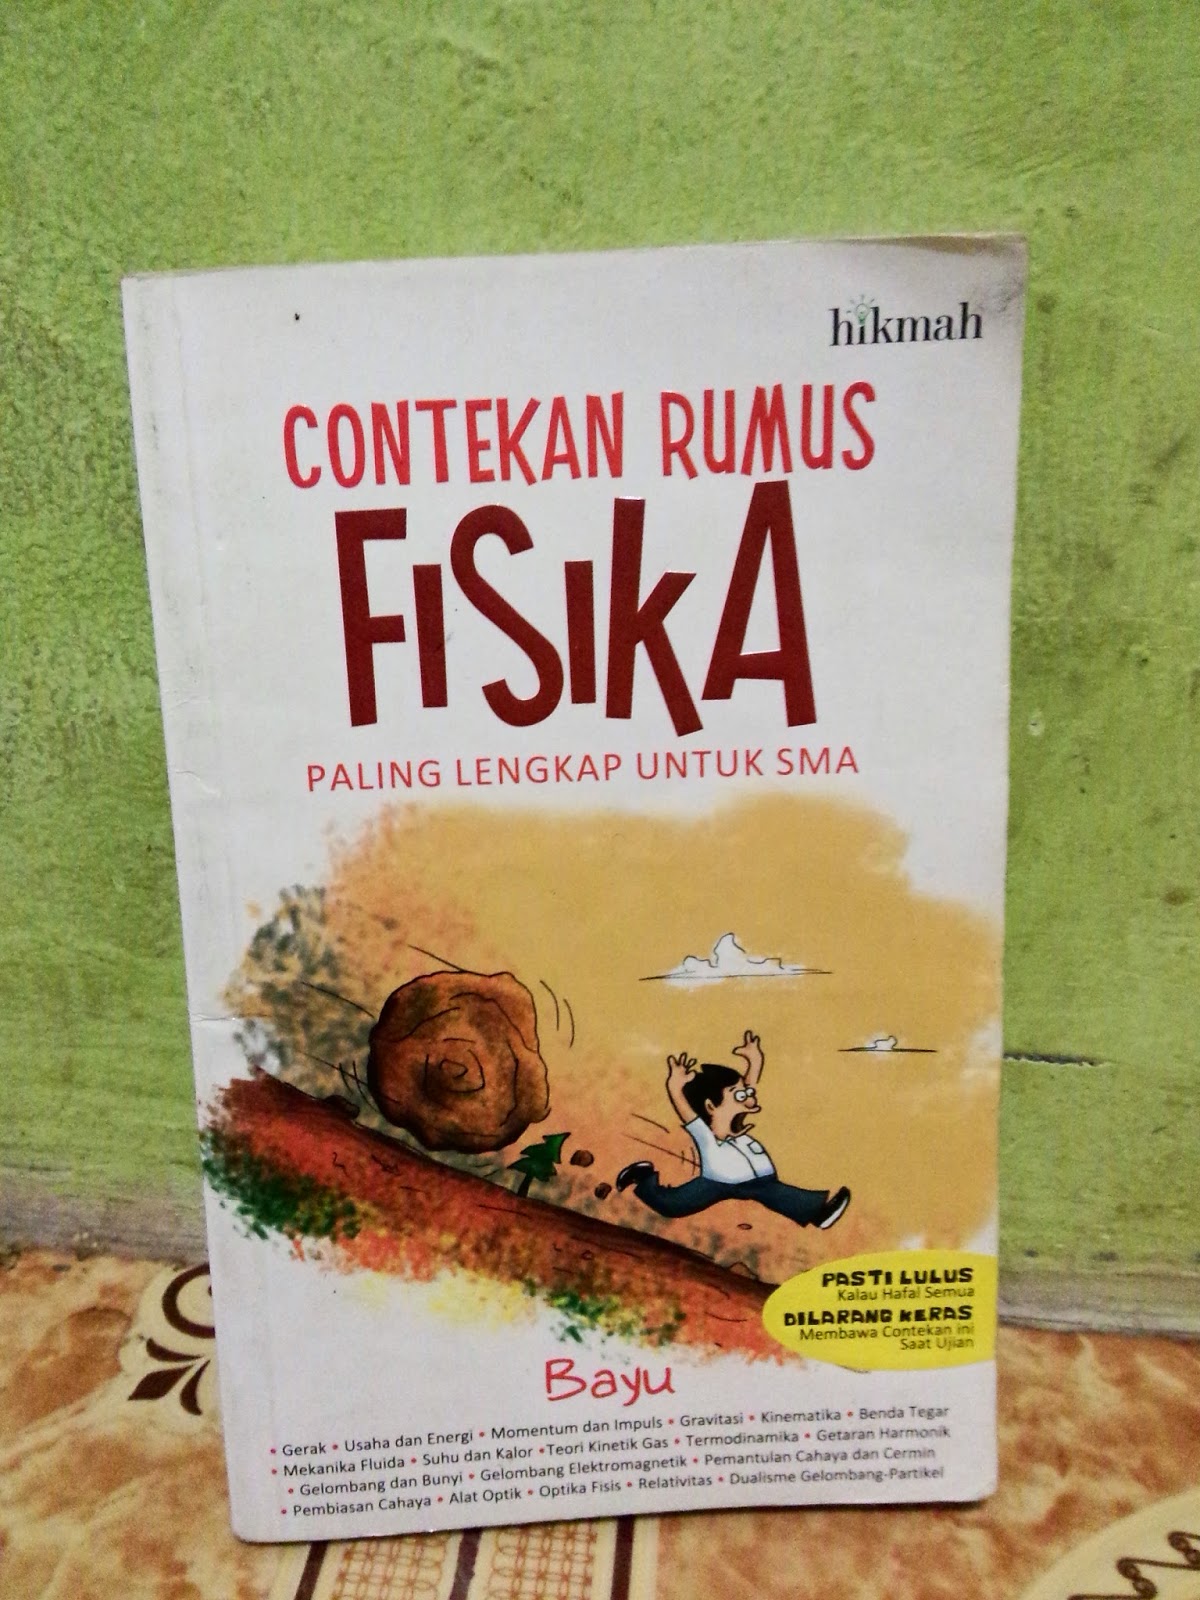 hikmah
CONTEKAN RUMUS
FISIKA
PALING LENGKAP UNTUK SMA
PASTI LULUS
Kalau Hafal Semua
DILARANG KERAS
Membawa Contekan ini
Saat Ujian
Bayu
• Gerak • Usaha dan Energi • Momentum dan Impuls • Gravitasi • Kinematika • Benda Tegar
• Mekanika Fluida • Suhu dan Kalor •Teori Kinetik Gas • Termodinamika • Getaran Harmonik
• Gelombang dan Bunyi • Gelombang Elektromagnetik • Pemantulan Cahaya dan Cermin
• Pembiasan Cahaya • Alat Optik • Optika Fisis • Relativitas • Dualisme Gelombang-Partikel